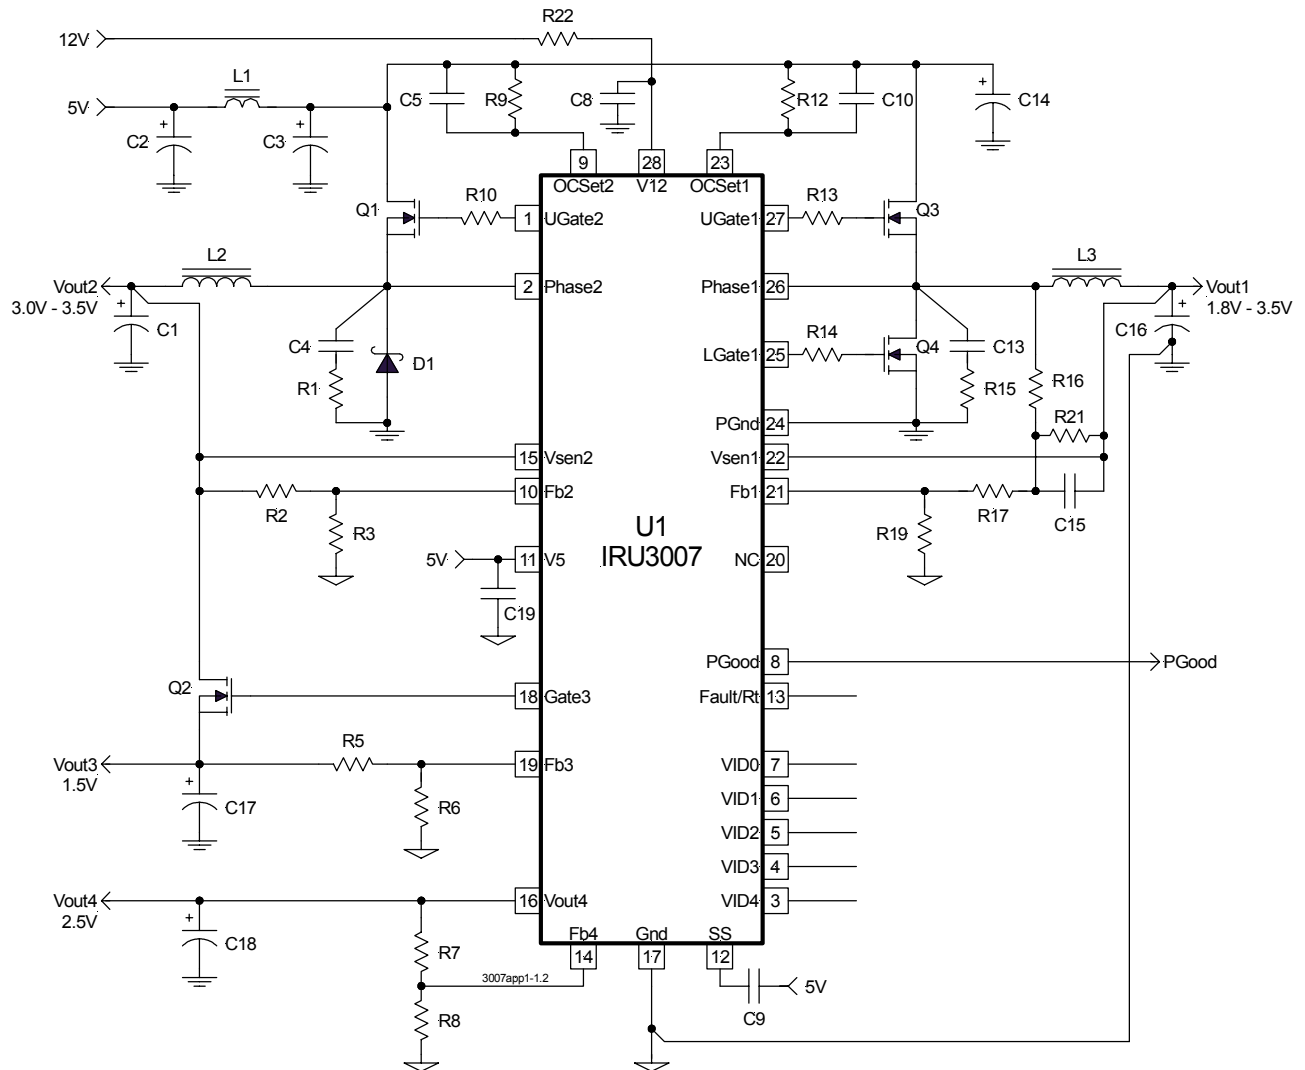 R22
12V
L1
5V
C5
R9
C8
R12
C10
C14
C2
C3
9
28
23
OCSet2
V12
OCSet1
Q1
R10
1
UGate2
UGate1
27
R13
Q3
L2
L3
Vout2
2
Phase2
Phase1
26
Vout1
3.0V - 3.5V
1.8V - 3.5V
C1
C16
C4
R14
Q4
C13
D1
LGate1
25
R1
R15
R16
PGnd
24
R21
15
Vsen2
Vsen1
22
10
Fb2
Fb1
21
R2
R17
C15
R3
U1
R19
IRU3007
5V
11
V5
NC
20
C19
PGood
8
PGood
Q2
18
Gate3
Fault/Rt
13
R5
Vout3
19
Fb3
VID0
7
1.5V
C17
R6
VID1
6
VID2
5
VID3
4
Vout4
16
Vout4
VID4
3
2.5V
C18
R7
Fb4
Gnd
SS
14
17
12
3007app1-1.2
5V
R8
C9